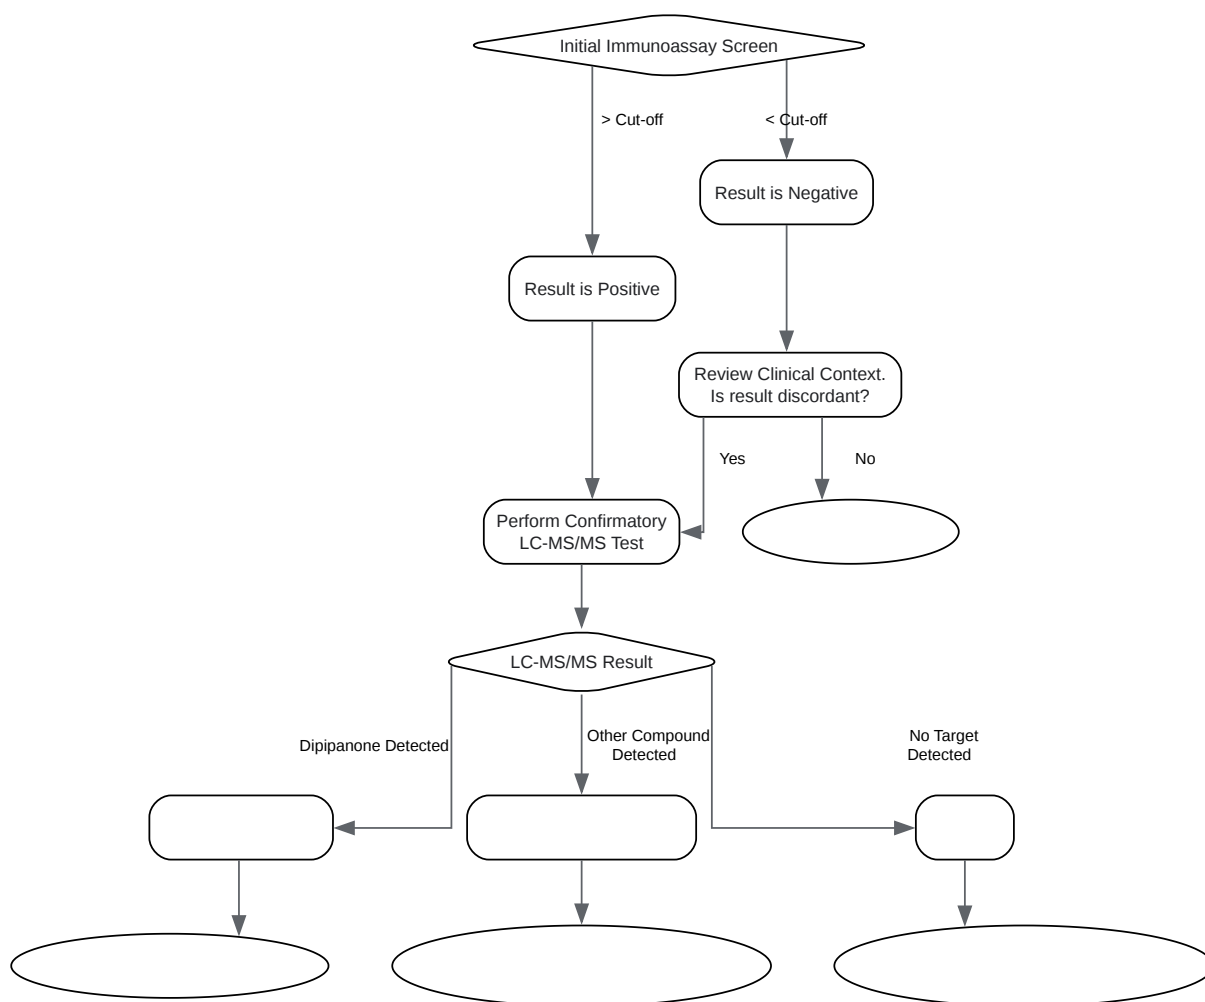 Initial Immunoassay Screen
> Cut-off
< Cut-off
Result is Negative
Result is Positive
Review Clinical Context.
Is result discordant?
Yes
No
Perform Confirmatory
LC-MS/MS Test
LC-MS/MS Result
Dipipanone Detected
Other Compound
Detected
No Target
Detected